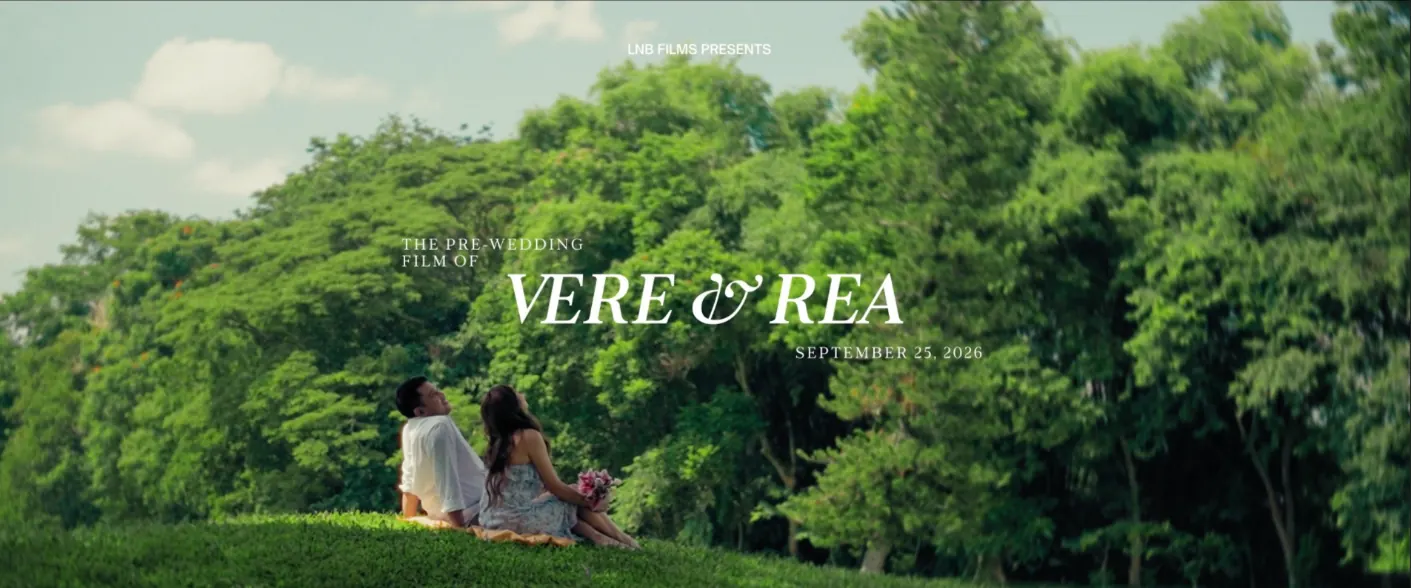 LNB FILMS PRESENTS
THE PRE-WEDDING
FILM OF
VERE & REA
SEPTEMBER 25, 2026